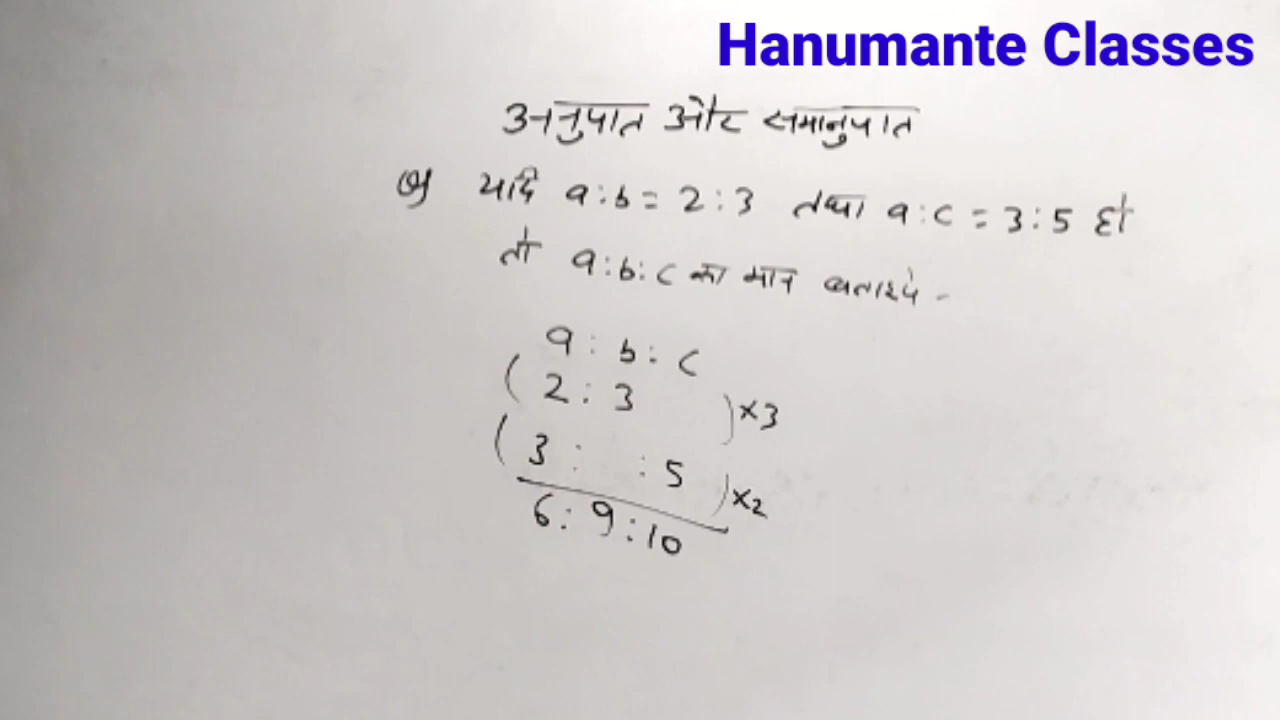 Hanumante Classes
अनुपात और समानुपात
यदि a:b = 2:3 तथा a:c = 3:5 हो
तो a:b:c का मान बताइये -
a : b : c
( 2 : 3 ) ×3
( 3 : : 5 ) ×2
6 : 9 : 10